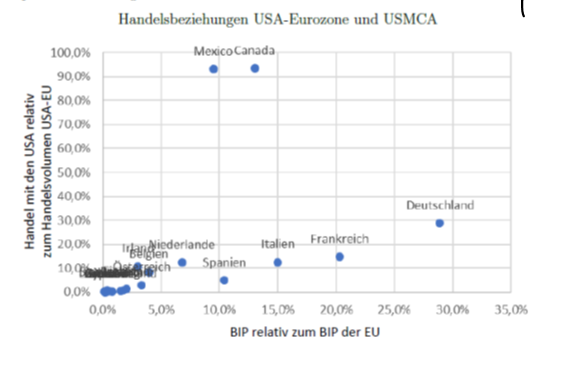 Handelsbeziehungen USA-Eurozone und USMCA
Handel mit den USA relativ
zum Handelsvolumen USA-EU
100,0%
90,0%
80,0%
70,0%
60,0%
50,0%
40,0%
30,0%
20,0%
10,0%
0,0%
Mexico Canada
Deutschland
Frankreich
Italien
Niederlande
Irland
Belgien
Spanien
Österreich
0,0%
5,0%
10,0%
15,0%
20,0%
25,0%
30,0%
35,0%
BIP relativ zum BIP der EU